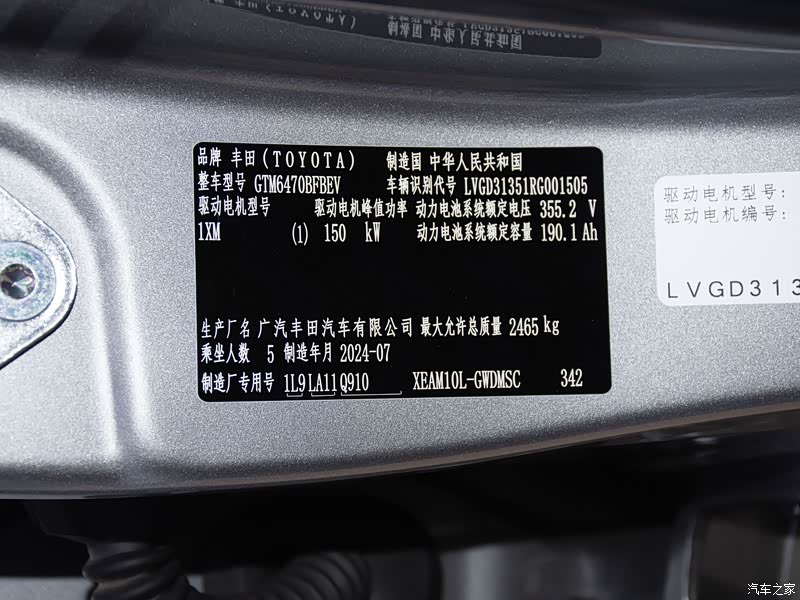 品牌 丰田(TOYOTA) 制造国 中华人民共和国
整车型号 GTM6470BFBEV 车辆识别代号 LVGD31351RG001505
驱动电机型号 驱动电机峰值功率 动力电池系统额定电压 355.2 V
1XM (1) 150 kW 动力电池系统额定容量 190.1 Ah
生产厂名 广汽丰田汽车有限公司 最大允许总质量 2465 kg
乘坐人数 5 制造年月 2024-07
制造厂专用号 1L9 LA11 Q910 XEAM10L-GWDMSC 342
驱动电机型号:
驱动电机编号:
LVGD313
汽车之家